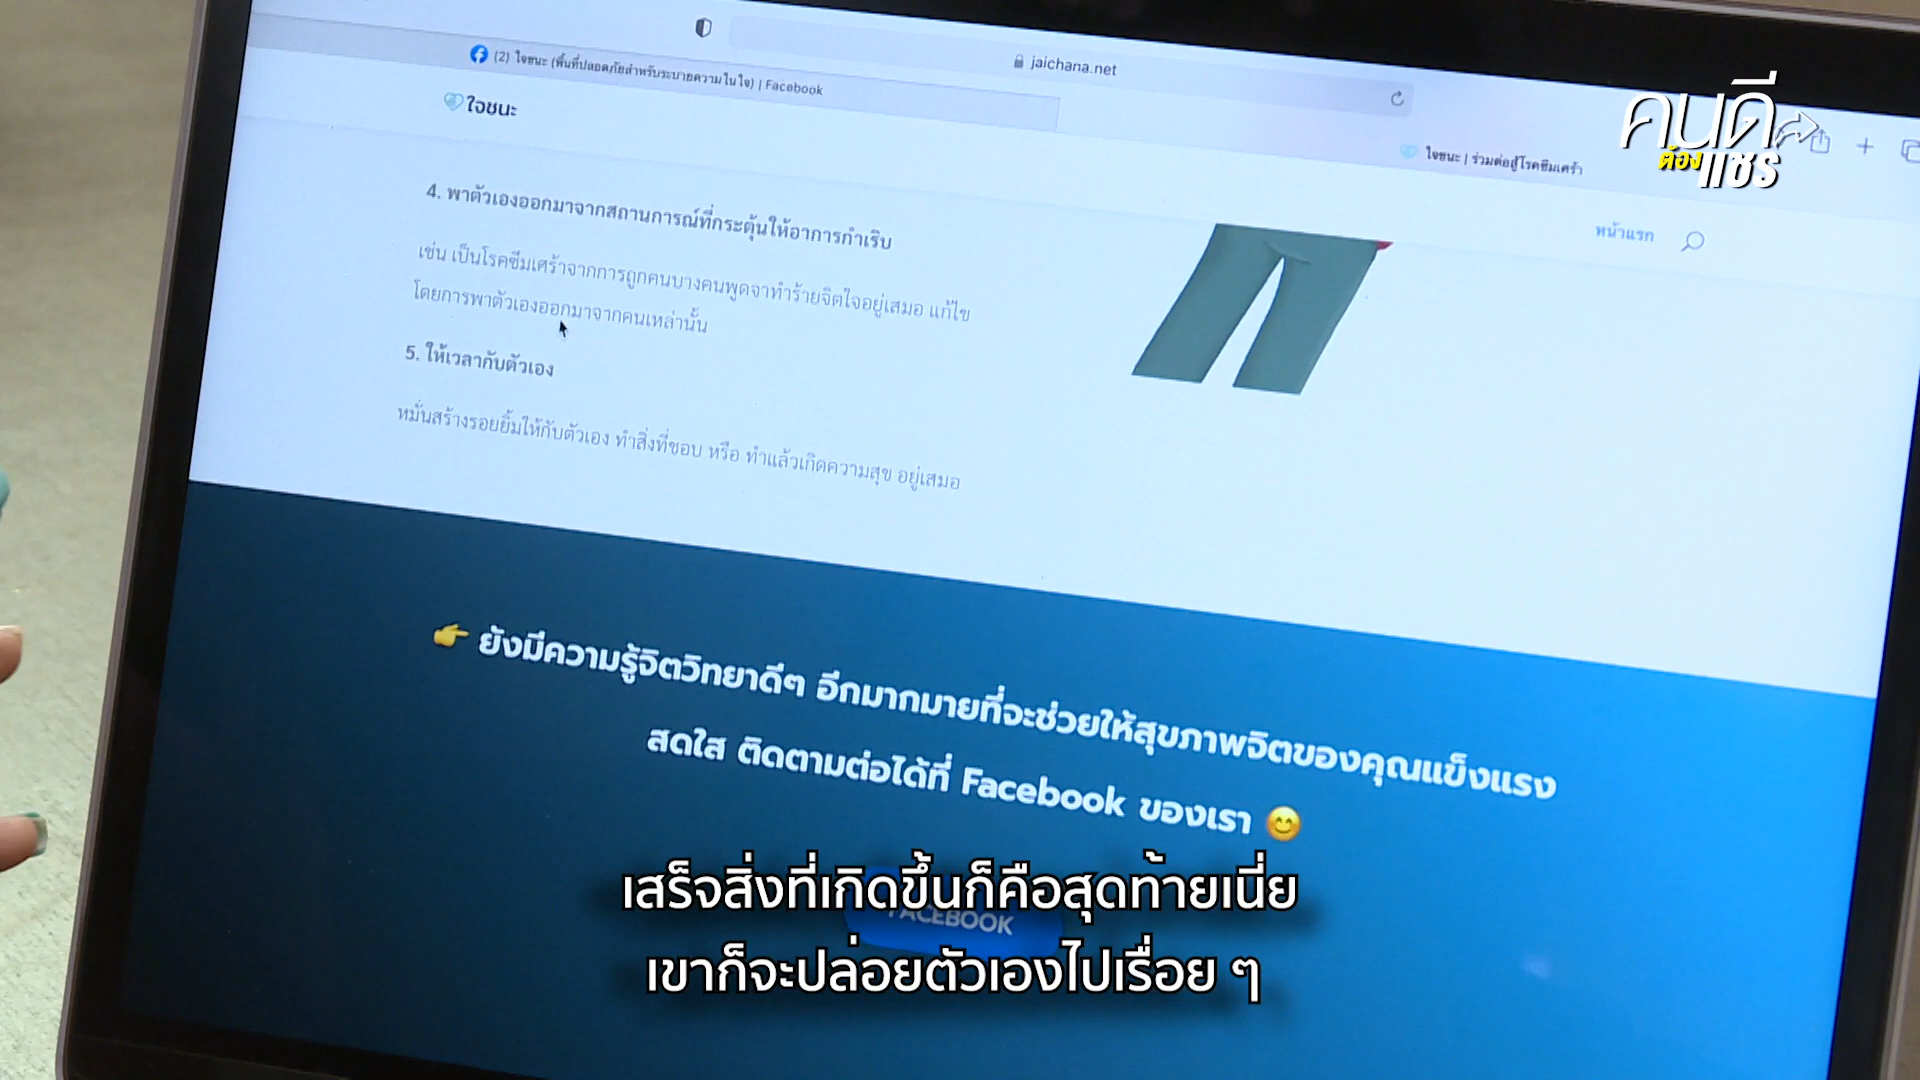 jaichana.net
(2) ใจชนะ (พื้นที่ปลอดภัยสำหรับระบายความในใจ) | Facebook
ใจชนะ | ร่วมต่อสู้โรคซึมเศร้า
คนดี
ต้อง
แชร์
ใจชนะ
หน้าแรก
4. พาตัวเองออกมาจากสถานการณ์ที่กระตุ้นให้อาการกำเริบ
เช่น เป็นโรคซึมเศร้าจากการถูกคนบางคนพูดจาทำร้ายจิตใจอยู่เสมอ แก้ไข
โดยการพาตัวเองออกมาจากคนเหล่านั้น
5. ให้เวลากับตัวเอง
หมั่นสร้างรอยยิ้มให้กับตัวเอง ทำสิ่งที่ชอบ หรือ ทำแล้วเกิดความสุข อยู่เสมอ
👉 ยังมีความรู้จิตวิทยาดีๆ อีกมากมายที่จะช่วยให้สุขภาพจิตของคุณแข็งแรง
สดใส ติดตามต่อได้ที่ Facebook ของเรา 😊
FACEBOOK
เสร็จสิ่งที่เกิดขึ้นก็คือสุดท้ายเนี่ย
เขาก็จะปล่อยตัวเองไปเรื่อย ๆ